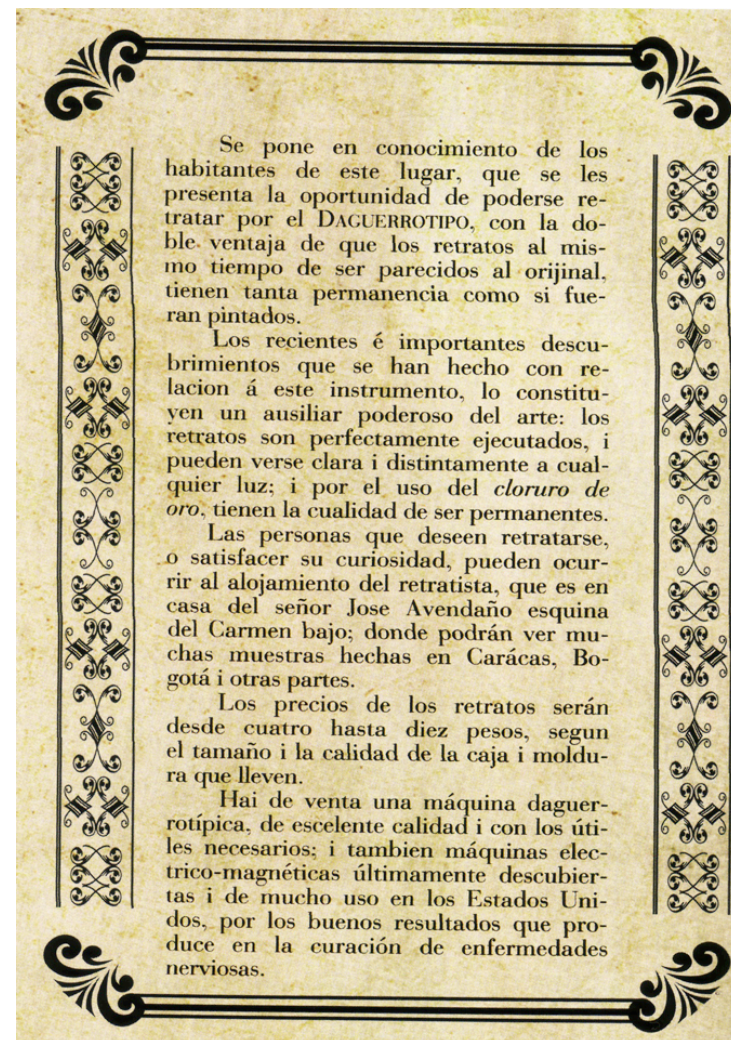 Se pone en conocimiento de los
habitantes de este lugar, que se les
presenta la oportunidad de poderse re-
tratar por el DAGUERROTIPO, con la do-
ble ventaja de que los retratos al mis-
mo tiempo de ser parecidos al orijinal,
tienen tanta permanencia como si fue-
ran pintados.
Los recientes é importantes descu-
brimientos que se han hecho con re-
lacion á este instrumento, lo constitu-
yen un ausiliar poderoso del arte: los
retratos son perfectamente ejecutados, i
pueden verse clara i distintamente a cual-
quier luz; i por el uso del cloruro de
oro, tienen la cualidad de ser permanentes.
Las personas que deseen retratarse,
o satisfacer su curiosidad, pueden ocur-
rir al alojamiento del retratista, que es en
casa del señor Jose Avendaño esquina
del Carmen bajo; donde podrán ver mu-
chas muestras hechas en Carácas, Bo-
gotá i otras partes.
Los precios de los retratos serán
desde cuatro hasta diez pesos, segun
el tamaño i la calidad de la caja i moldu-
ra que lleven.
Hai de venta una máquina daguer-
rotípica, de escelente calidad i con los úti-
les necesarios; i tambien máquinas elec-
trico-magnéticas últimamente descubier-
tas i de mucho uso en los Estados Uni-
dos, por los buenos resultados que pro-
duce en la curación de enfermedades
nerviosas.